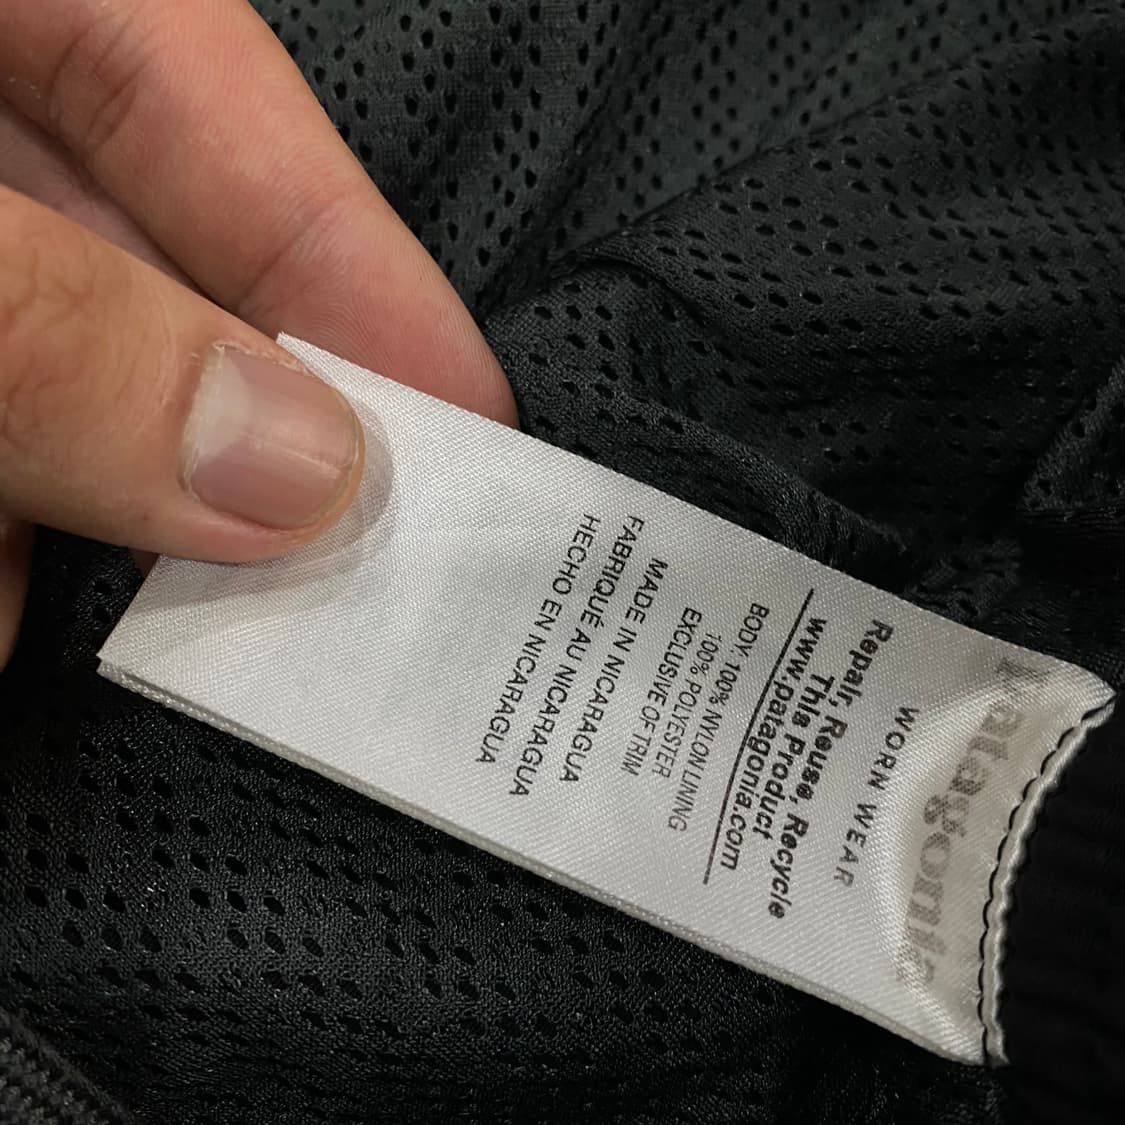 Patagonia
WORN WEAR
Repair, Reuse, Recycle
This Product
www.patagonia.com
BODY: 100% NYLON LINING
100% POLYESTER
EXCLUSIVE OF TRIM
MADE IN NICARAGUA
FABRIQUÉ AU NICARAGUA
HECHO EN NICARAGUA